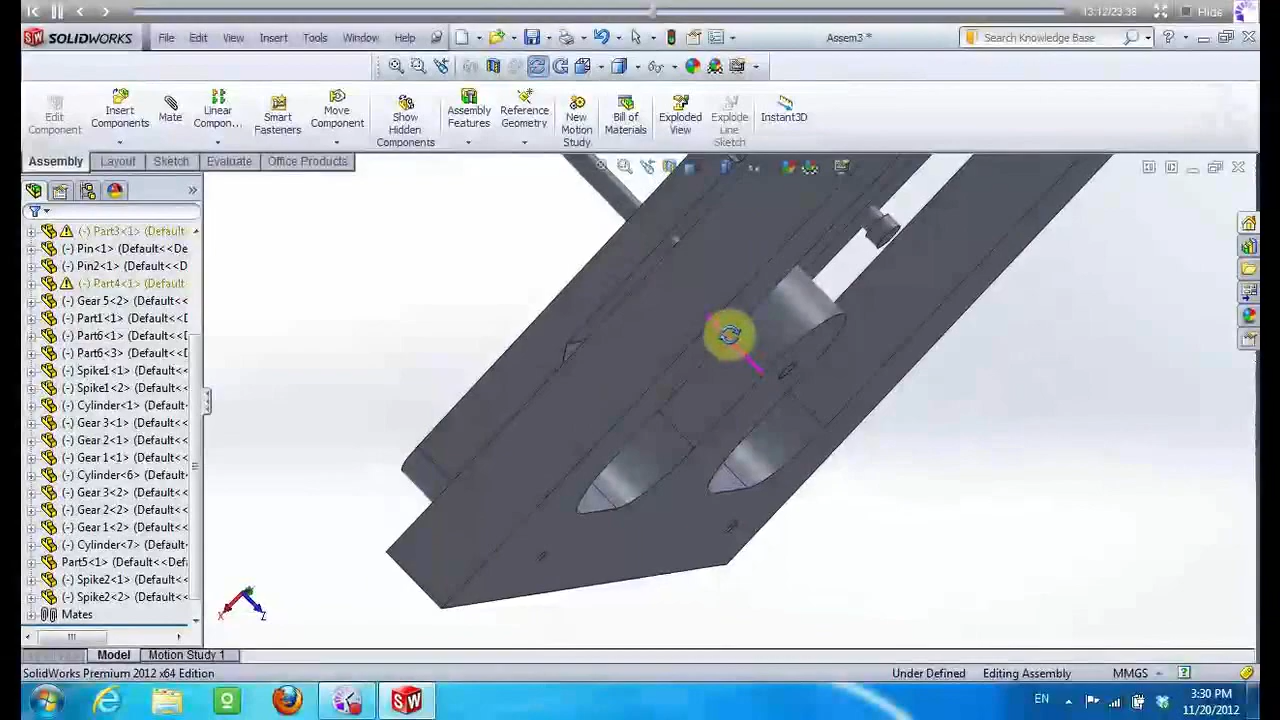 13:12/23:38 Hide
SW SOLIDWORKS File Edit View Insert Tools Window Help Assem3 * Search Knowledge Base
Edit Component
Insert Components
Mate
Linear Compon...
Smart Fasteners
Move Component
Show Hidden Components
Assembly Features
Reference Geometry
New Motion Study
Bill of Materials
Exploded View
Explode Line Sketch
Instant3D
Assembly Layout Sketch Evaluate Office Products
(-) Part3<1> (Default
(-) Pin<1> (Default<<De
(-) Pin2<1> (Default<<D
(-) Part4<1> (Default
(-) Gear 5<2> (Default<<
(-) Part1<1> (Default<<D
(-) Part6<1> (Default<<D
(-) Part6<3> (Default<<D
(-) Spike1<1> (Default<<
(-) Spike1<2> (Default<<
(-) Cylinder<1> (Default<
(-) Gear 3<1> (Default<<
(-) Gear 2<1> (Default<<
(-) Gear 1<1> (Default<<
(-) Cylinder<6> (Default<
(-) Gear 3<2> (Default<<
(-) Gear 2<2> (Default<<
(-) Gear 1<2> (Default<<
(-) Cylinder<7> (Default<
Part5<1> (Default<<Def
(-) Spike2<1> (Default<<
(-) Spike2<2> (Default<<
Mates
X Z
Model Motion Study 1
SolidWorks Premium 2012 x64 Edition Under Defined Editing Assembly MMGS
EN 3:30 PM
11/20/2012